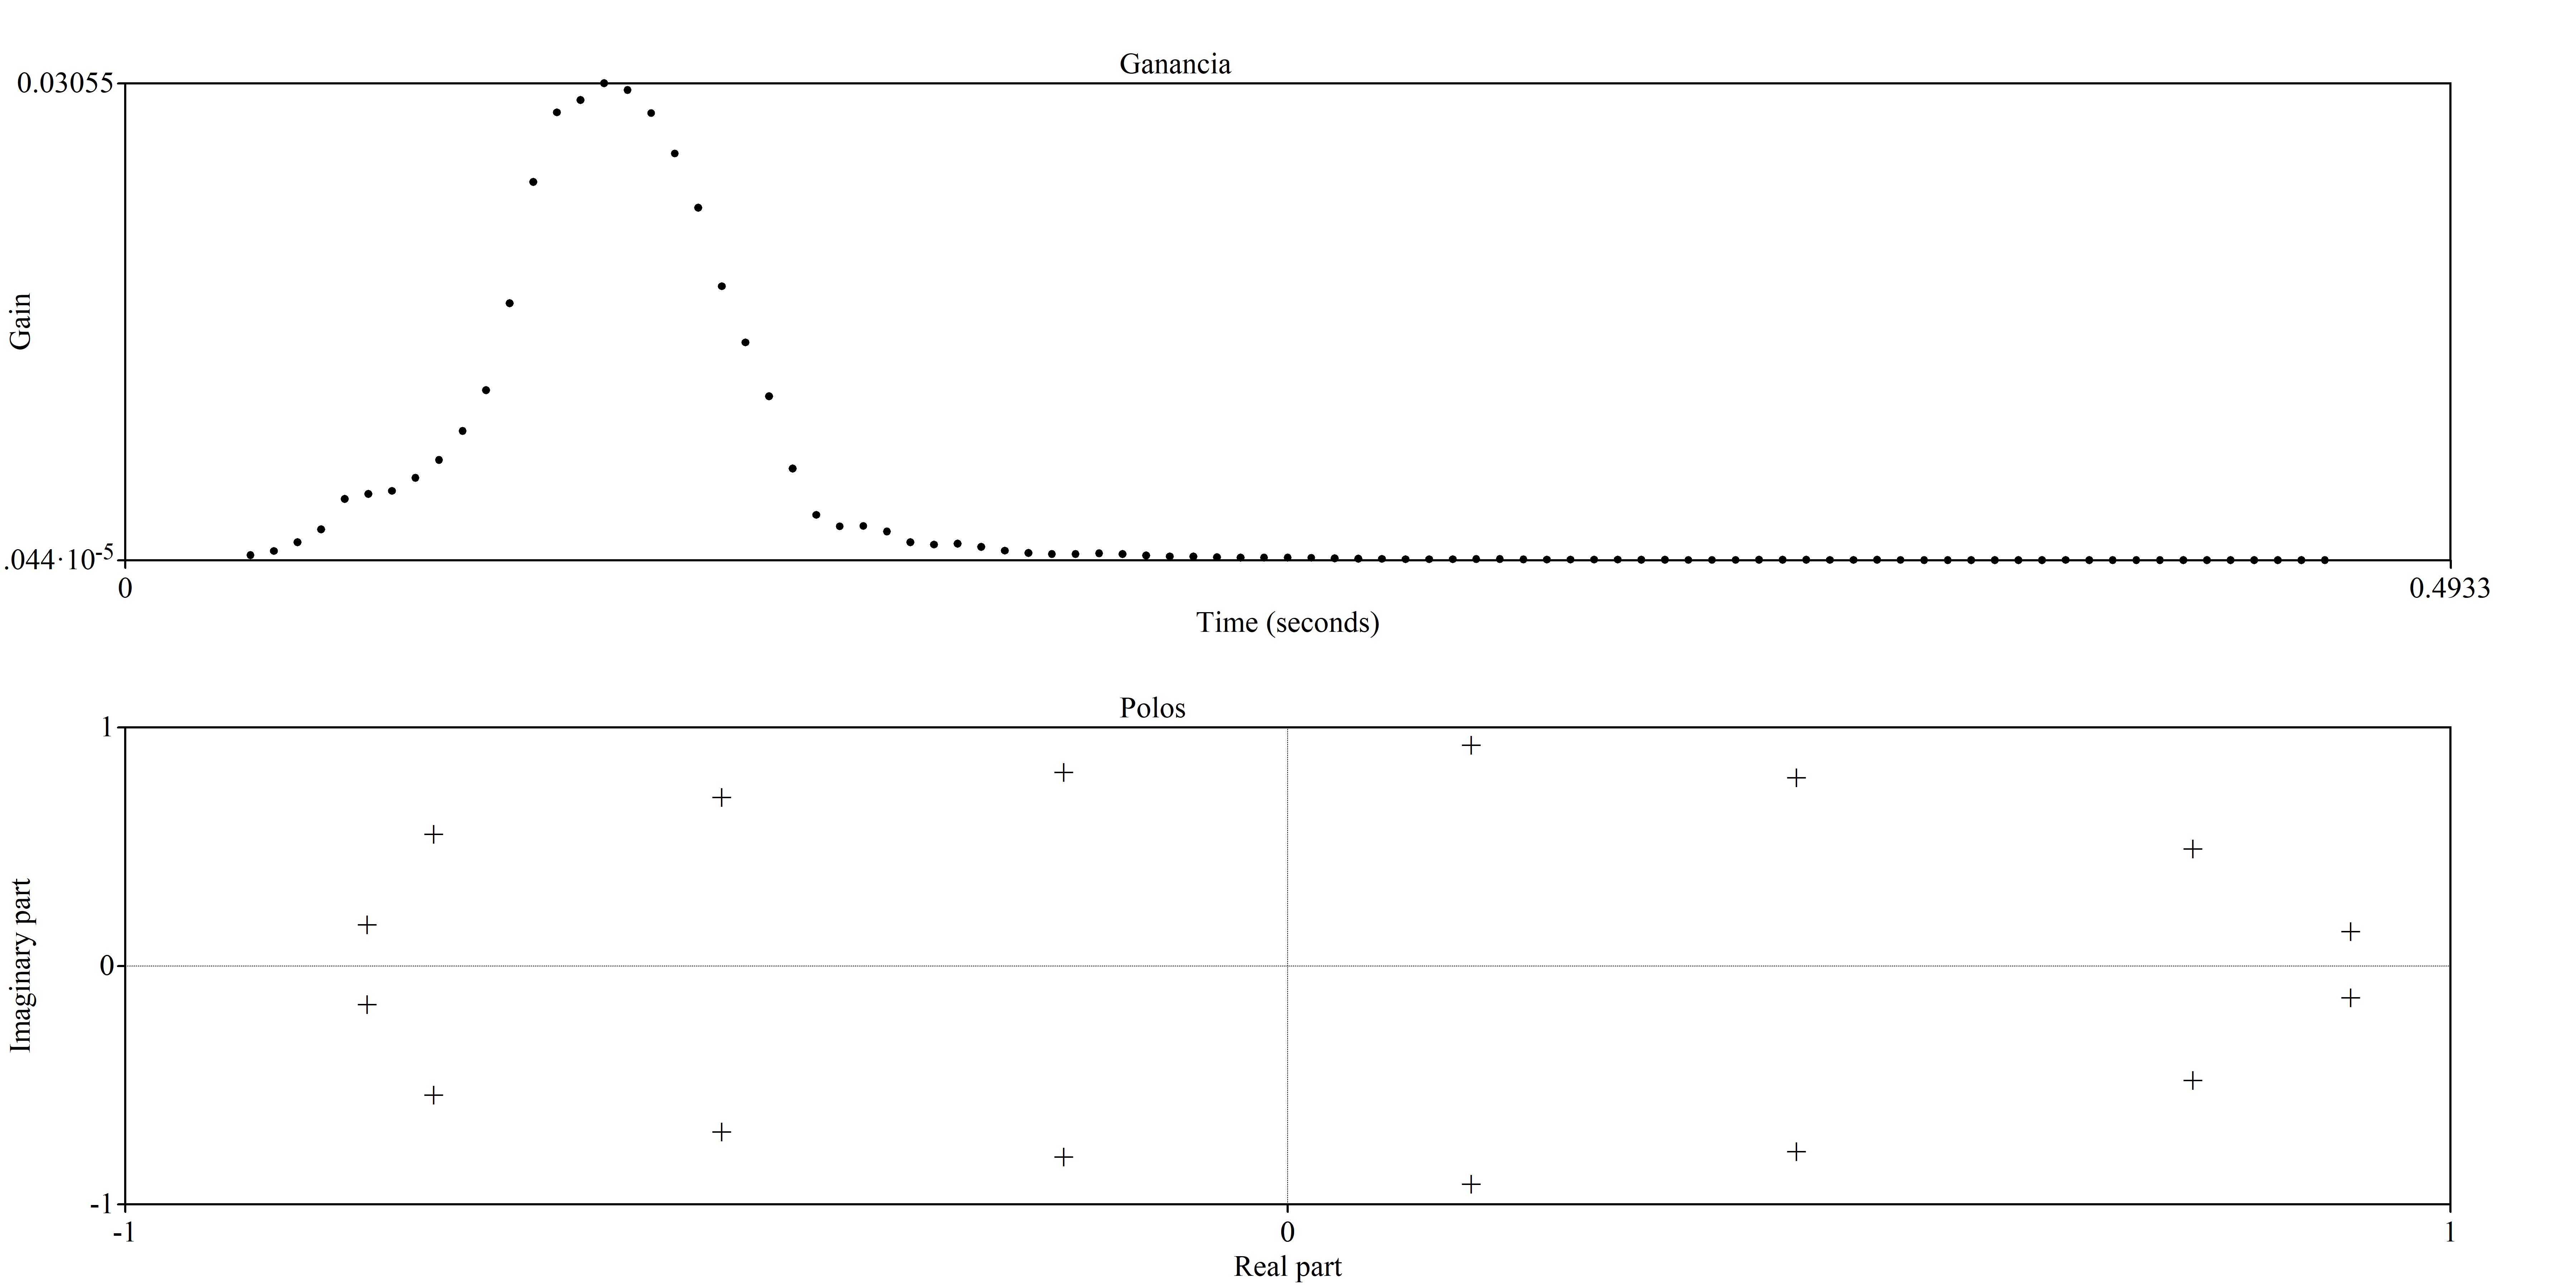 Ganancia
0.03055
Gain
.044·10-5
0
0.4933
Time (seconds)
Polos
1
Imaginary part
0
-1
-1
0
1
Real part